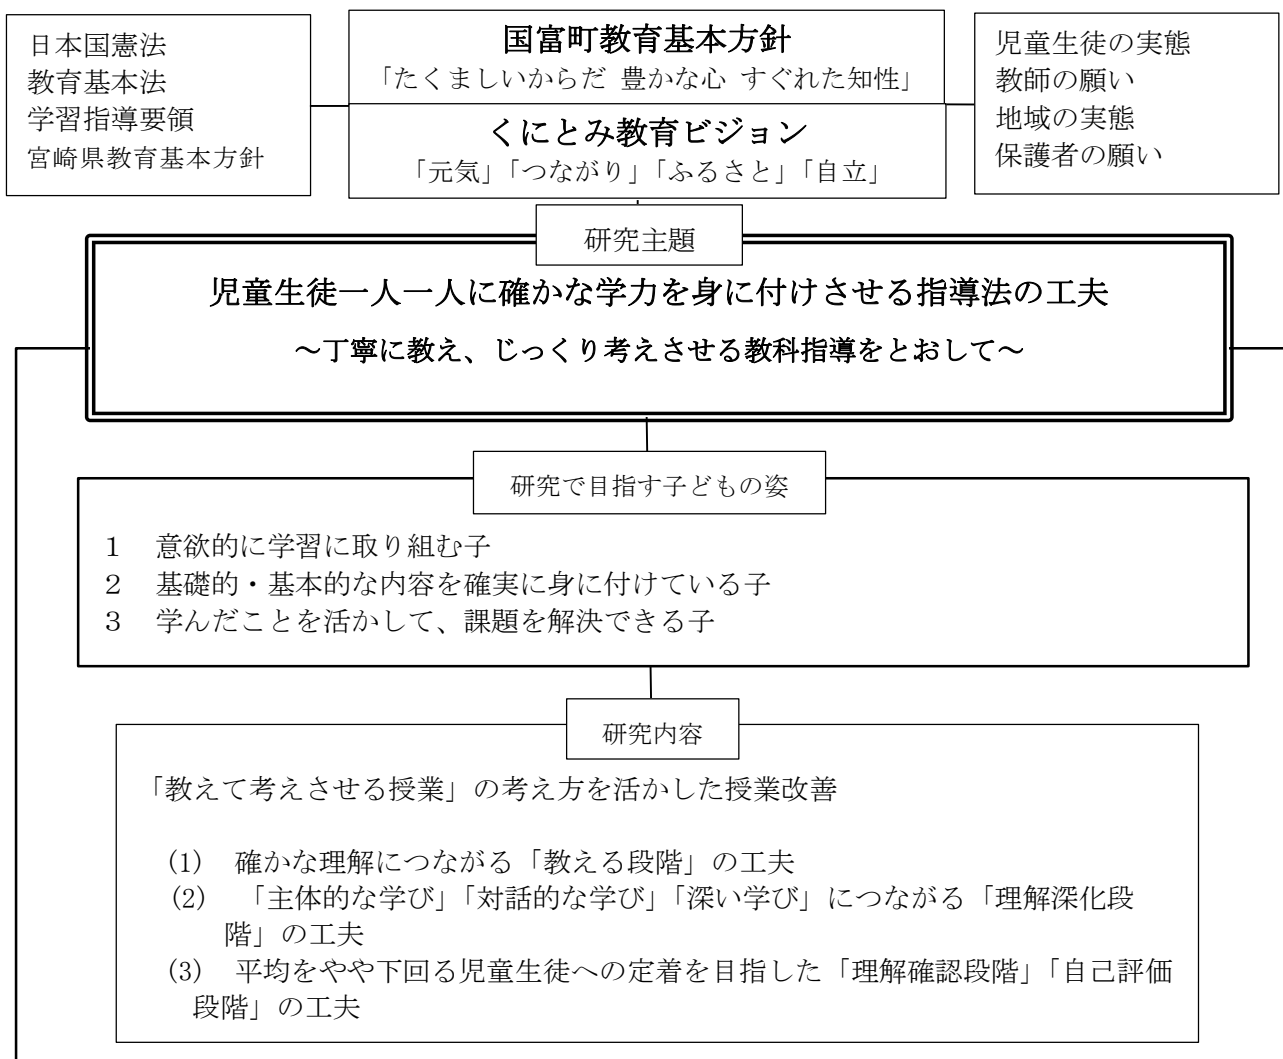 日本国憲法
教育基本法
学習指導要領
宮崎県教育基本方針
国富町教育基本方針
「たくましいからだ 豊かな心 すぐれた知性」
くにとみ教育ビジョン
「元気」「つながり」「ふるさと」「自立」
児童生徒の実態
教師の願い
地域の実態
保護者の願い
研究主題
児童生徒一人一人に確かな学力を身に付けさせる指導法の工夫
～丁寧に教え、じっくり考えさせる教科指導をとおして～
研究で目指す子どもの姿
1 意欲的に学習に取り組む子
2 基礎的・基本的な内容を確実に身に付けている子
3 学んだことを活かして、課題を解決できる子
研究内容
「教えて考えさせる授業」の考え方を活かした授業改善
(1) 確かな理解につながる「教える段階」の工夫
(2) 「主体的な学び」「対話的な学び」「深い学び」につながる「理解深化段
階」の工夫
(3) 平均をやや下回る児童生徒への定着を目指した「理解確認段階」「自己評価
段階」の工夫